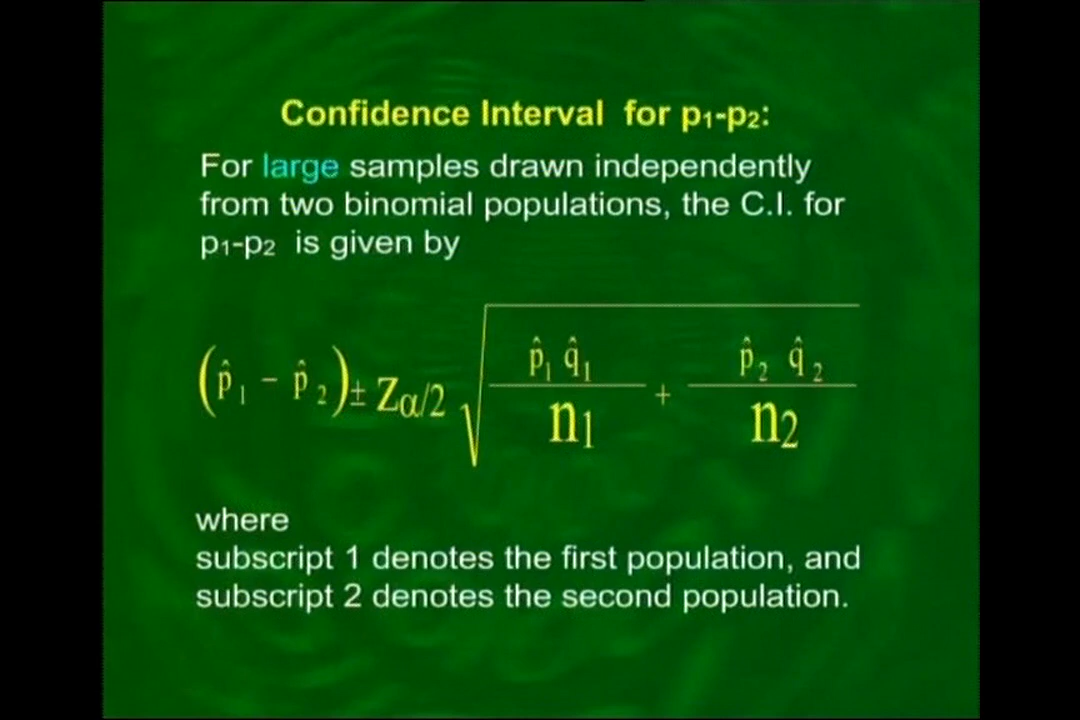 Confidence Interval for p₁-p₂:
For large samples drawn independently
from two binomial populations, the C.I. for
p₁-p₂ is given by
(p̂₁ - p̂₂) ± Zα/2 √(p̂₁ q̂₁ / n₁ + p̂₂ q̂₂ / n₂)
where
subscript 1 denotes the first population, and
subscript 2 denotes the second population.